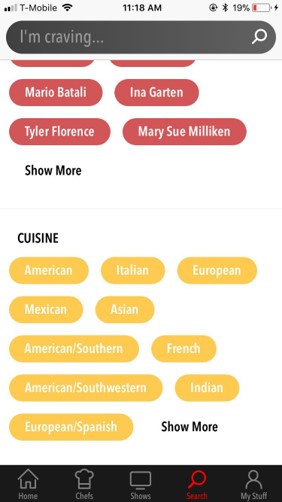 T-Mobile 11:18 AM 19%
I'm craving...
Mario Batali Ina Garten
Tyler Florence Mary Sue Milliken
Show More
CUISINE
American Italian European
Mexican Asian
American/Southern French
American/Southwestern Indian
European/Spanish Show More
Home Chefs Shows Search My Stuff